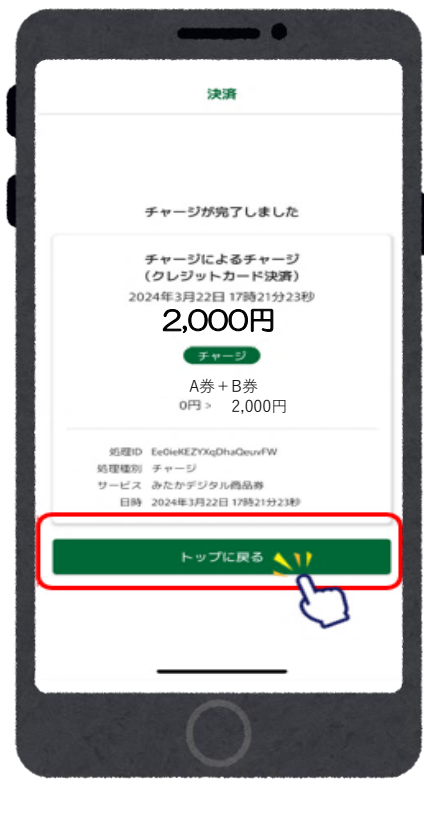 決済
チャージが完了しました
チャージによるチャージ
（クレジットカード決済）
2024年3月22日 17時21分23秒
2,000円
チャージ
A券＋B券
0円 > 2,000円
処理ID Ee0ieKEZYXqDhaQeuvFW
処理種別 チャージ
サービス みたかデジタル商品券
日時 2024年3月22日 17時21分23秒
トップに戻る